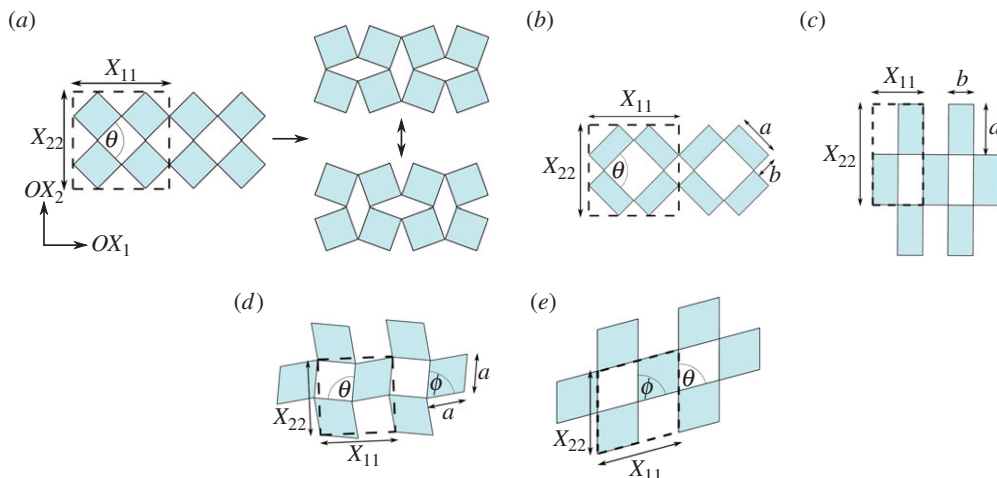 (a)
X11
X22
θ
OX2
OX1
(b)
X11
X22
θ
a
b
(c)
X11
b
X22
a
(d)
X22
X11
θ
ϕ
a
a
(e)
X22
X11
ϕ
θ